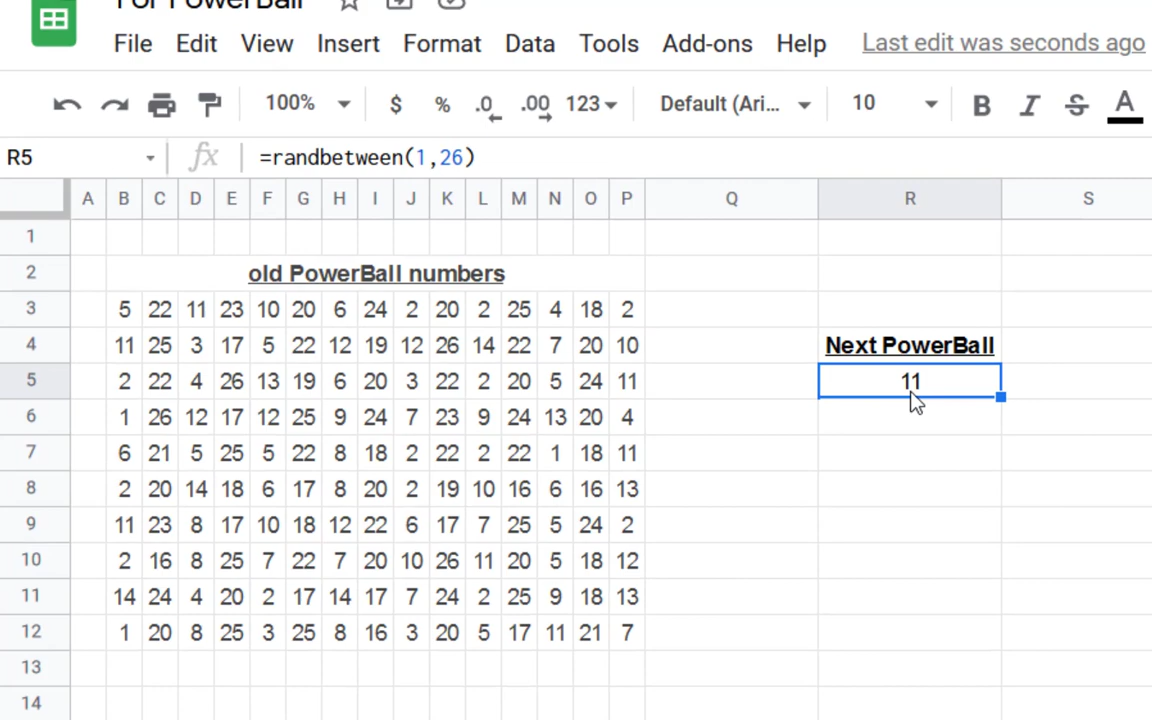 For PowerBall
File Edit View Insert Format Data Tools Add-ons Help Last edit was seconds ago
100% $ % .0 .00 123 Default (Ari... 10 B I S A
R5 fx =randbetween(1,26)
A B C D E F G H I J K L M N O P Q R S
1
2 old PowerBall numbers
3 5 22 11 23 10 20 6 24 2 20 2 25 4 18 2
4 11 25 3 17 5 22 12 19 12 26 14 22 7 20 10 Next PowerBall
5 2 22 4 26 13 19 6 20 3 22 2 20 5 24 11 11
6 1 26 12 17 12 25 9 24 7 23 9 24 13 20 4
7 6 21 5 25 5 22 8 18 2 22 2 22 1 18 11
8 2 20 14 18 6 17 8 20 2 19 10 16 6 16 13
9 11 23 8 17 10 18 12 22 6 17 7 25 5 24 2
10 2 16 8 25 7 22 7 20 10 26 11 20 5 18 12
11 14 24 4 20 2 17 14 17 7 24 2 25 9 18 13
12 1 20 8 25 3 25 8 16 3 20 5 17 11 21 7
13
14